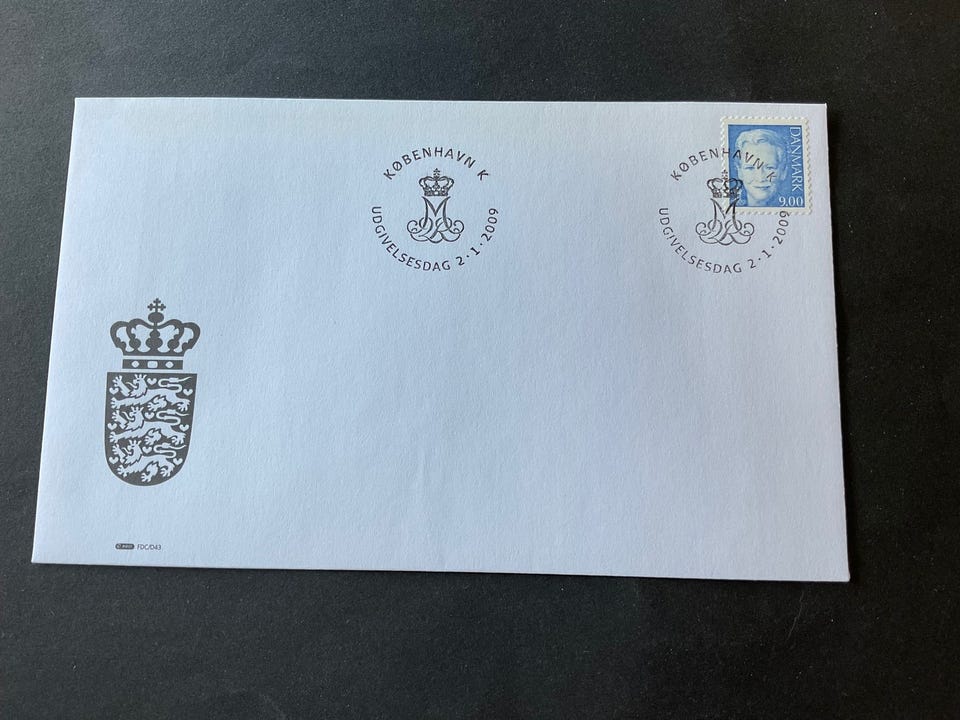 KØBENHAVN K
UDGIVELSESDAG 2·1·2009
KØBENHAVN K
UDGIVELSESDAG 2·1·2009
DANMARK
9.00
FDC/D43